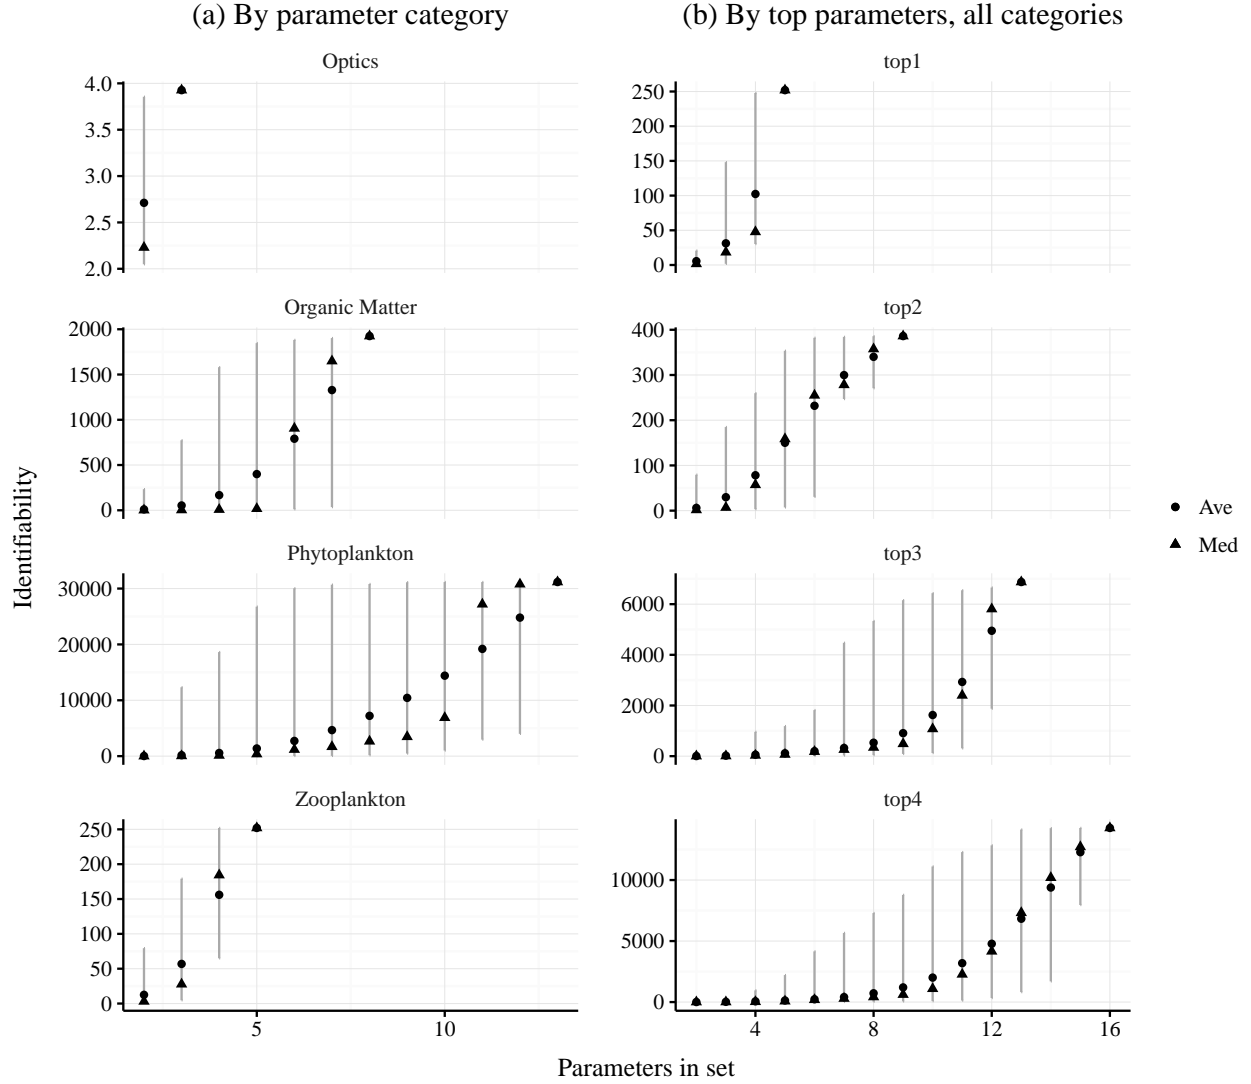 (a) By parameter category
Optics
4.0
3.5
3.0
2.5
2.0
Organic Matter
2000
1500
1000
500
0
Phytoplankton
30000
20000
10000
0
Zooplankton
250
200
150
100
50
0
5 10
(b) By top parameters, all categories
top1
250
200
150
100
50
0
top2
400
300
200
100
0
top3
6000
4000
2000
0
top4
10000
5000
0
4 8 12 16
Identifiability
Parameters in set
Ave
Med